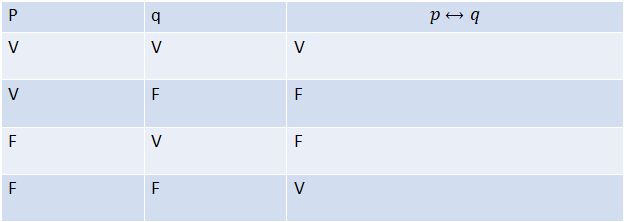 P q p ↔ q
V V V
V F F
F V F
F F V